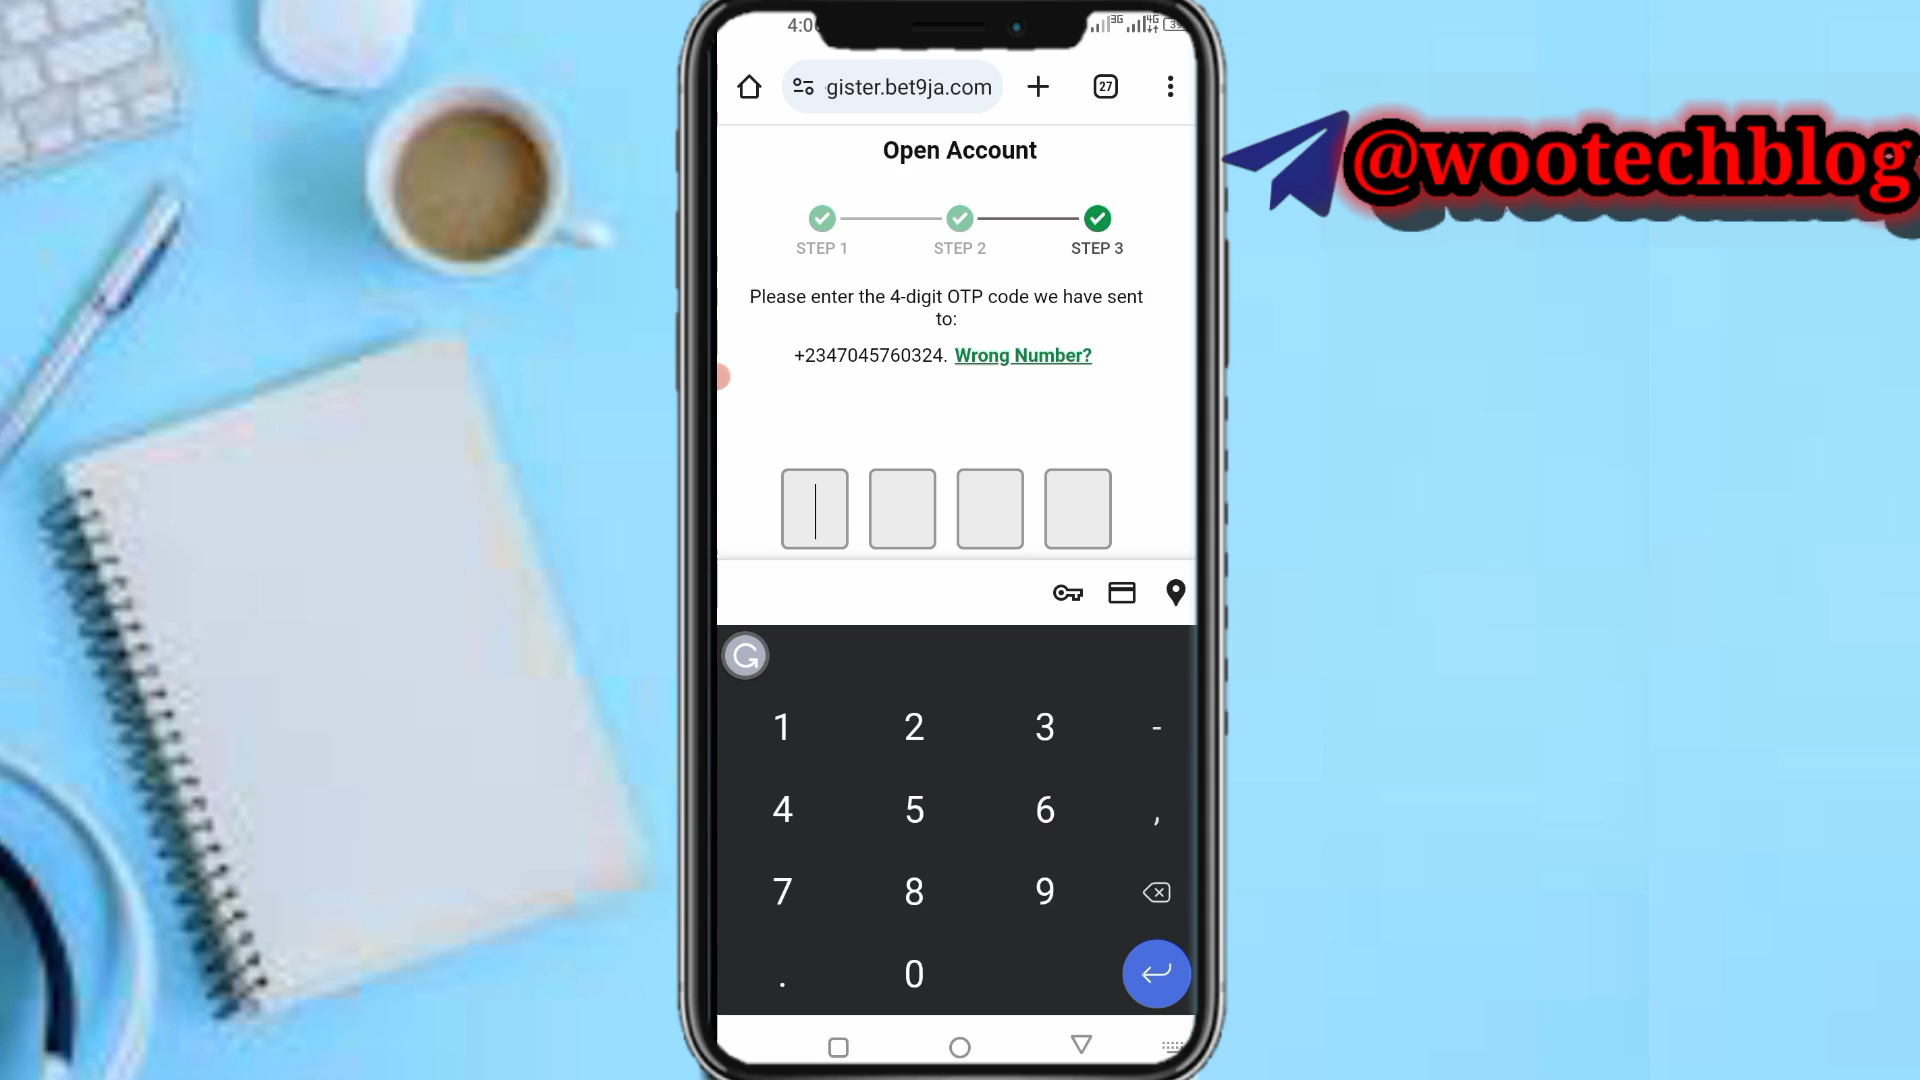 4:0
3G 4G
gister.bet9ja.com
27
@wootechblog
Open Account
STEP 1 STEP 2 STEP 3
Please enter the 4-digit OTP code we have sent
to:
+2347045760324. Wrong Number?
1 2 3 -
4 5 6 ,
7 8 9
. 0